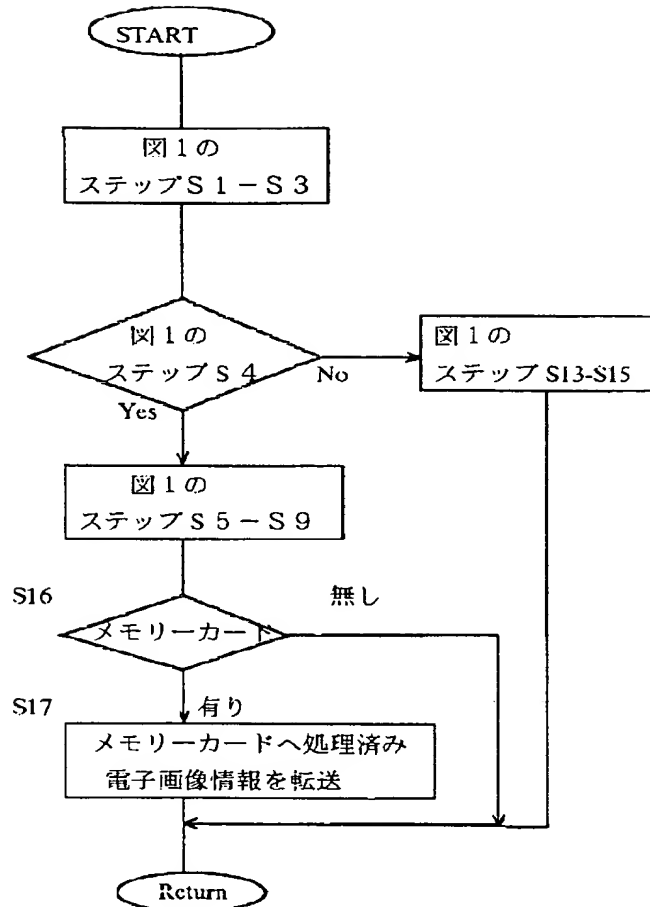 START
図1の
ステップS1-S3
図1の
ステップS4
No
Yes
図1の
ステップS13-S15
図1の
ステップS5-S9
S16
メモリーカード
無し
S17
有り
メモリーカードへ処理済み
電子画像情報を転送
Return